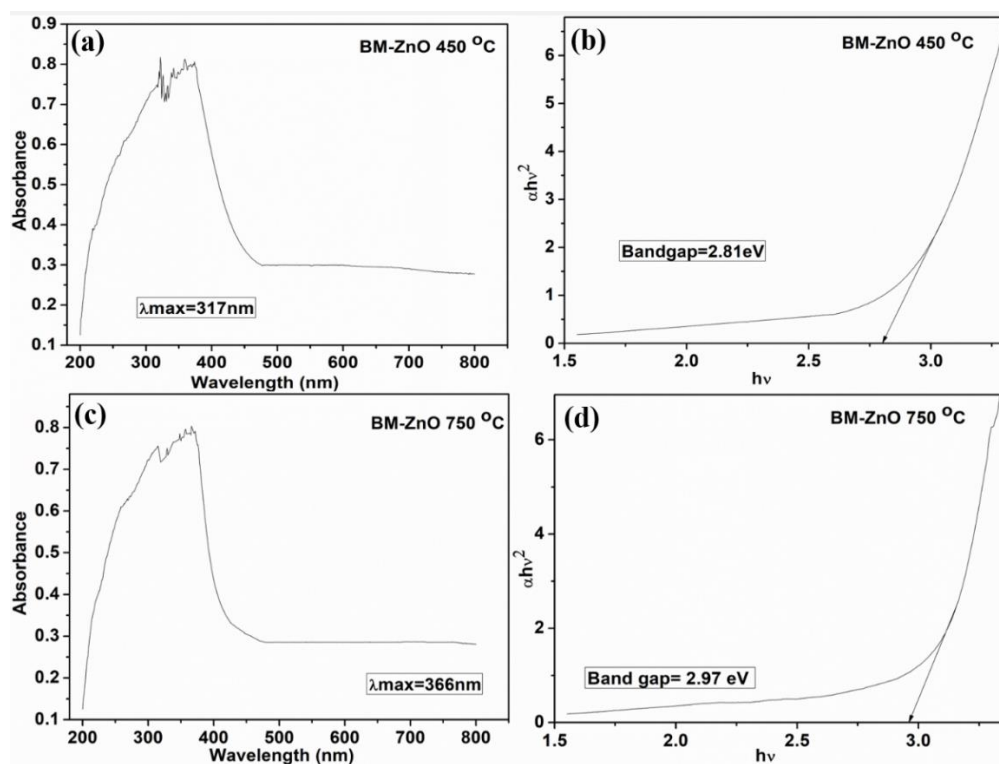 (a)
BM-ZnO 450 °C
0.9
0.8
0.7
0.6
0.5
0.4
0.3
0.2
0.1
Absorbance
λmax=317nm
200 300 400 500 600 700 800
Wavelength (nm)
(b)
BM-ZnO 450 °C
6
5
4
3
2
1
0
αhν²
Bandgap=2.81eV
1.5 2.0 2.5 3.0
hν
(c)
BM-ZnO 750 °C
0.8
0.7
0.6
0.5
0.4
0.3
0.2
0.1
Absorbance
λmax=366nm
200 300 400 500 600 700 800
Wavelength (nm)
(d)
BM-ZnO 750 °C
6
4
2
0
αhν²
Band gap= 2.97 eV
1.5 2.0 2.5 3.0
hν